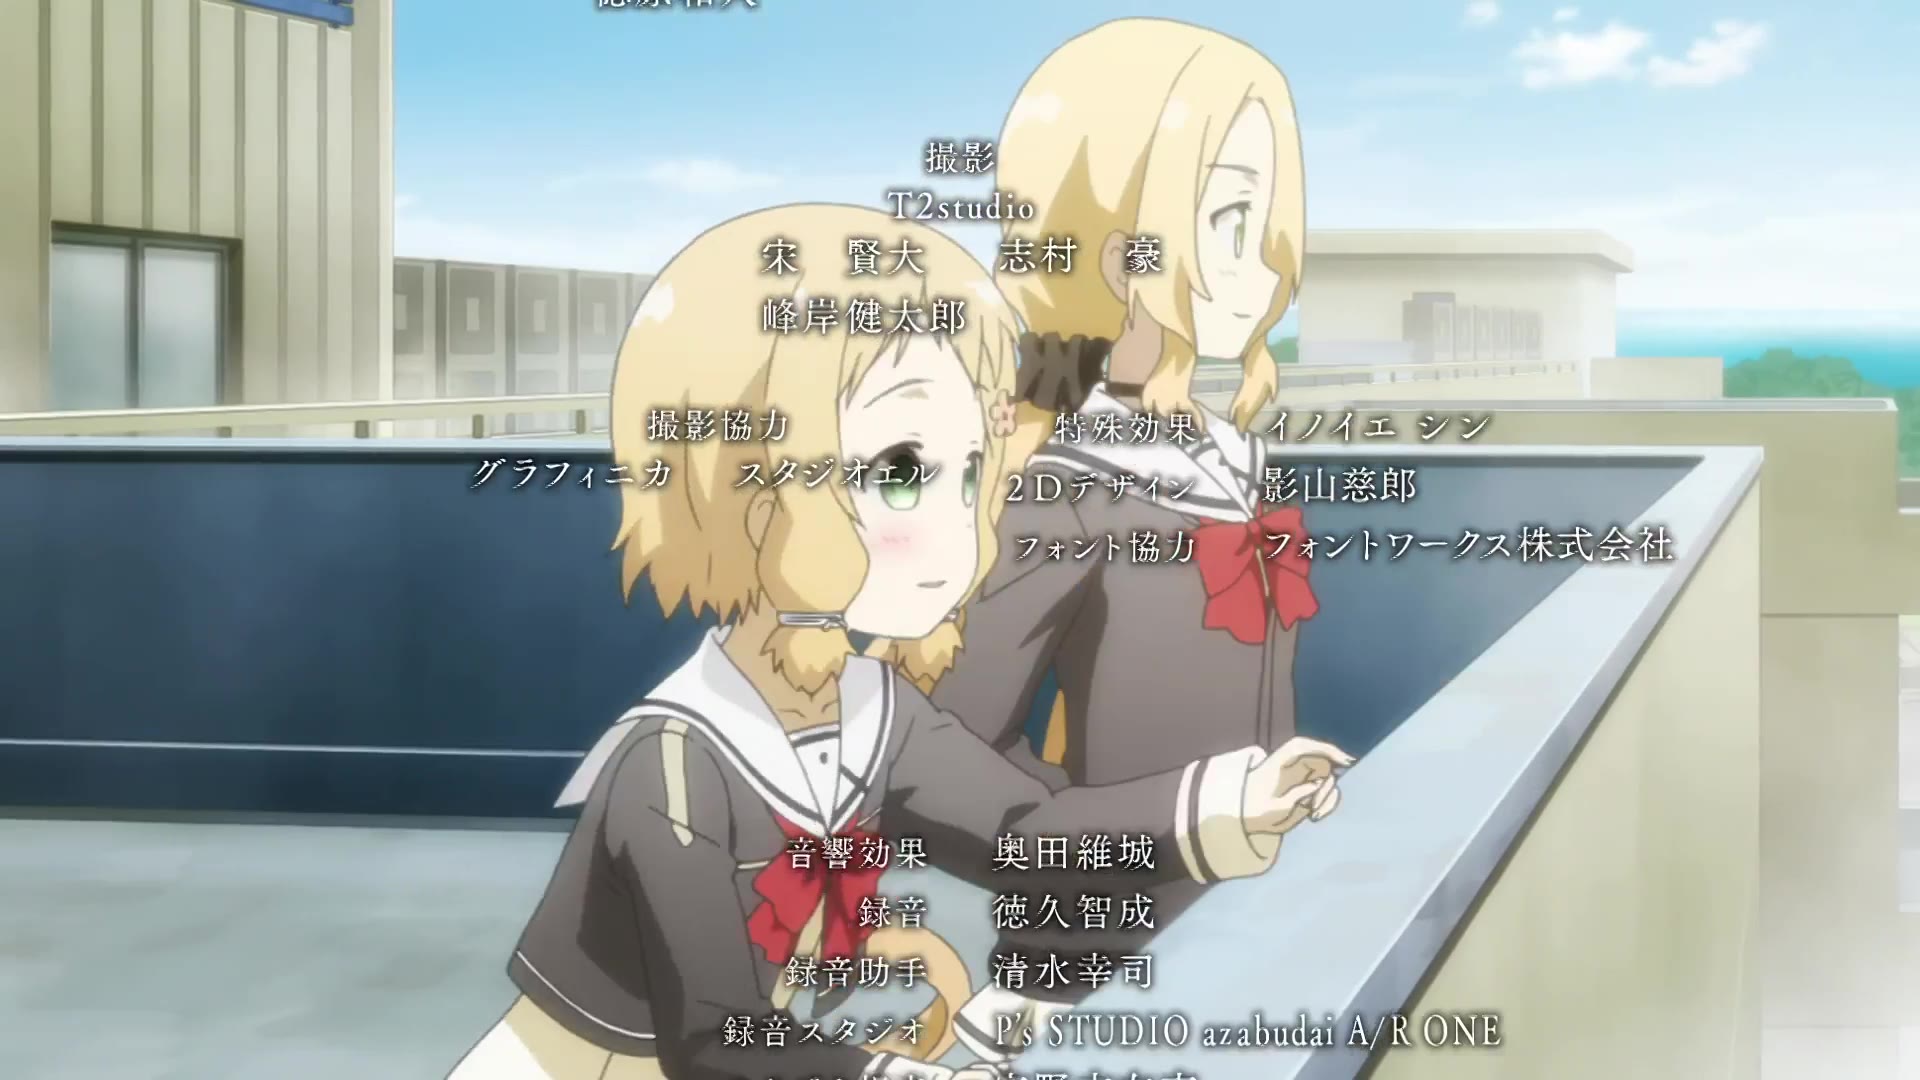 撮影
T2studio
宋 賢大 志村 豪
峰岸健太郎
撮影協力
グラフィニカ スタジオエル
特殊効果 イノイエ シン
2Dデザイン 影山慈郎
フォント協力 フォントワークス株式会社
音響効果 奥田維城
録音 徳久智成
録音助手 清水幸司
録音スタジオ P's STUDIO azabudai A/R ONE